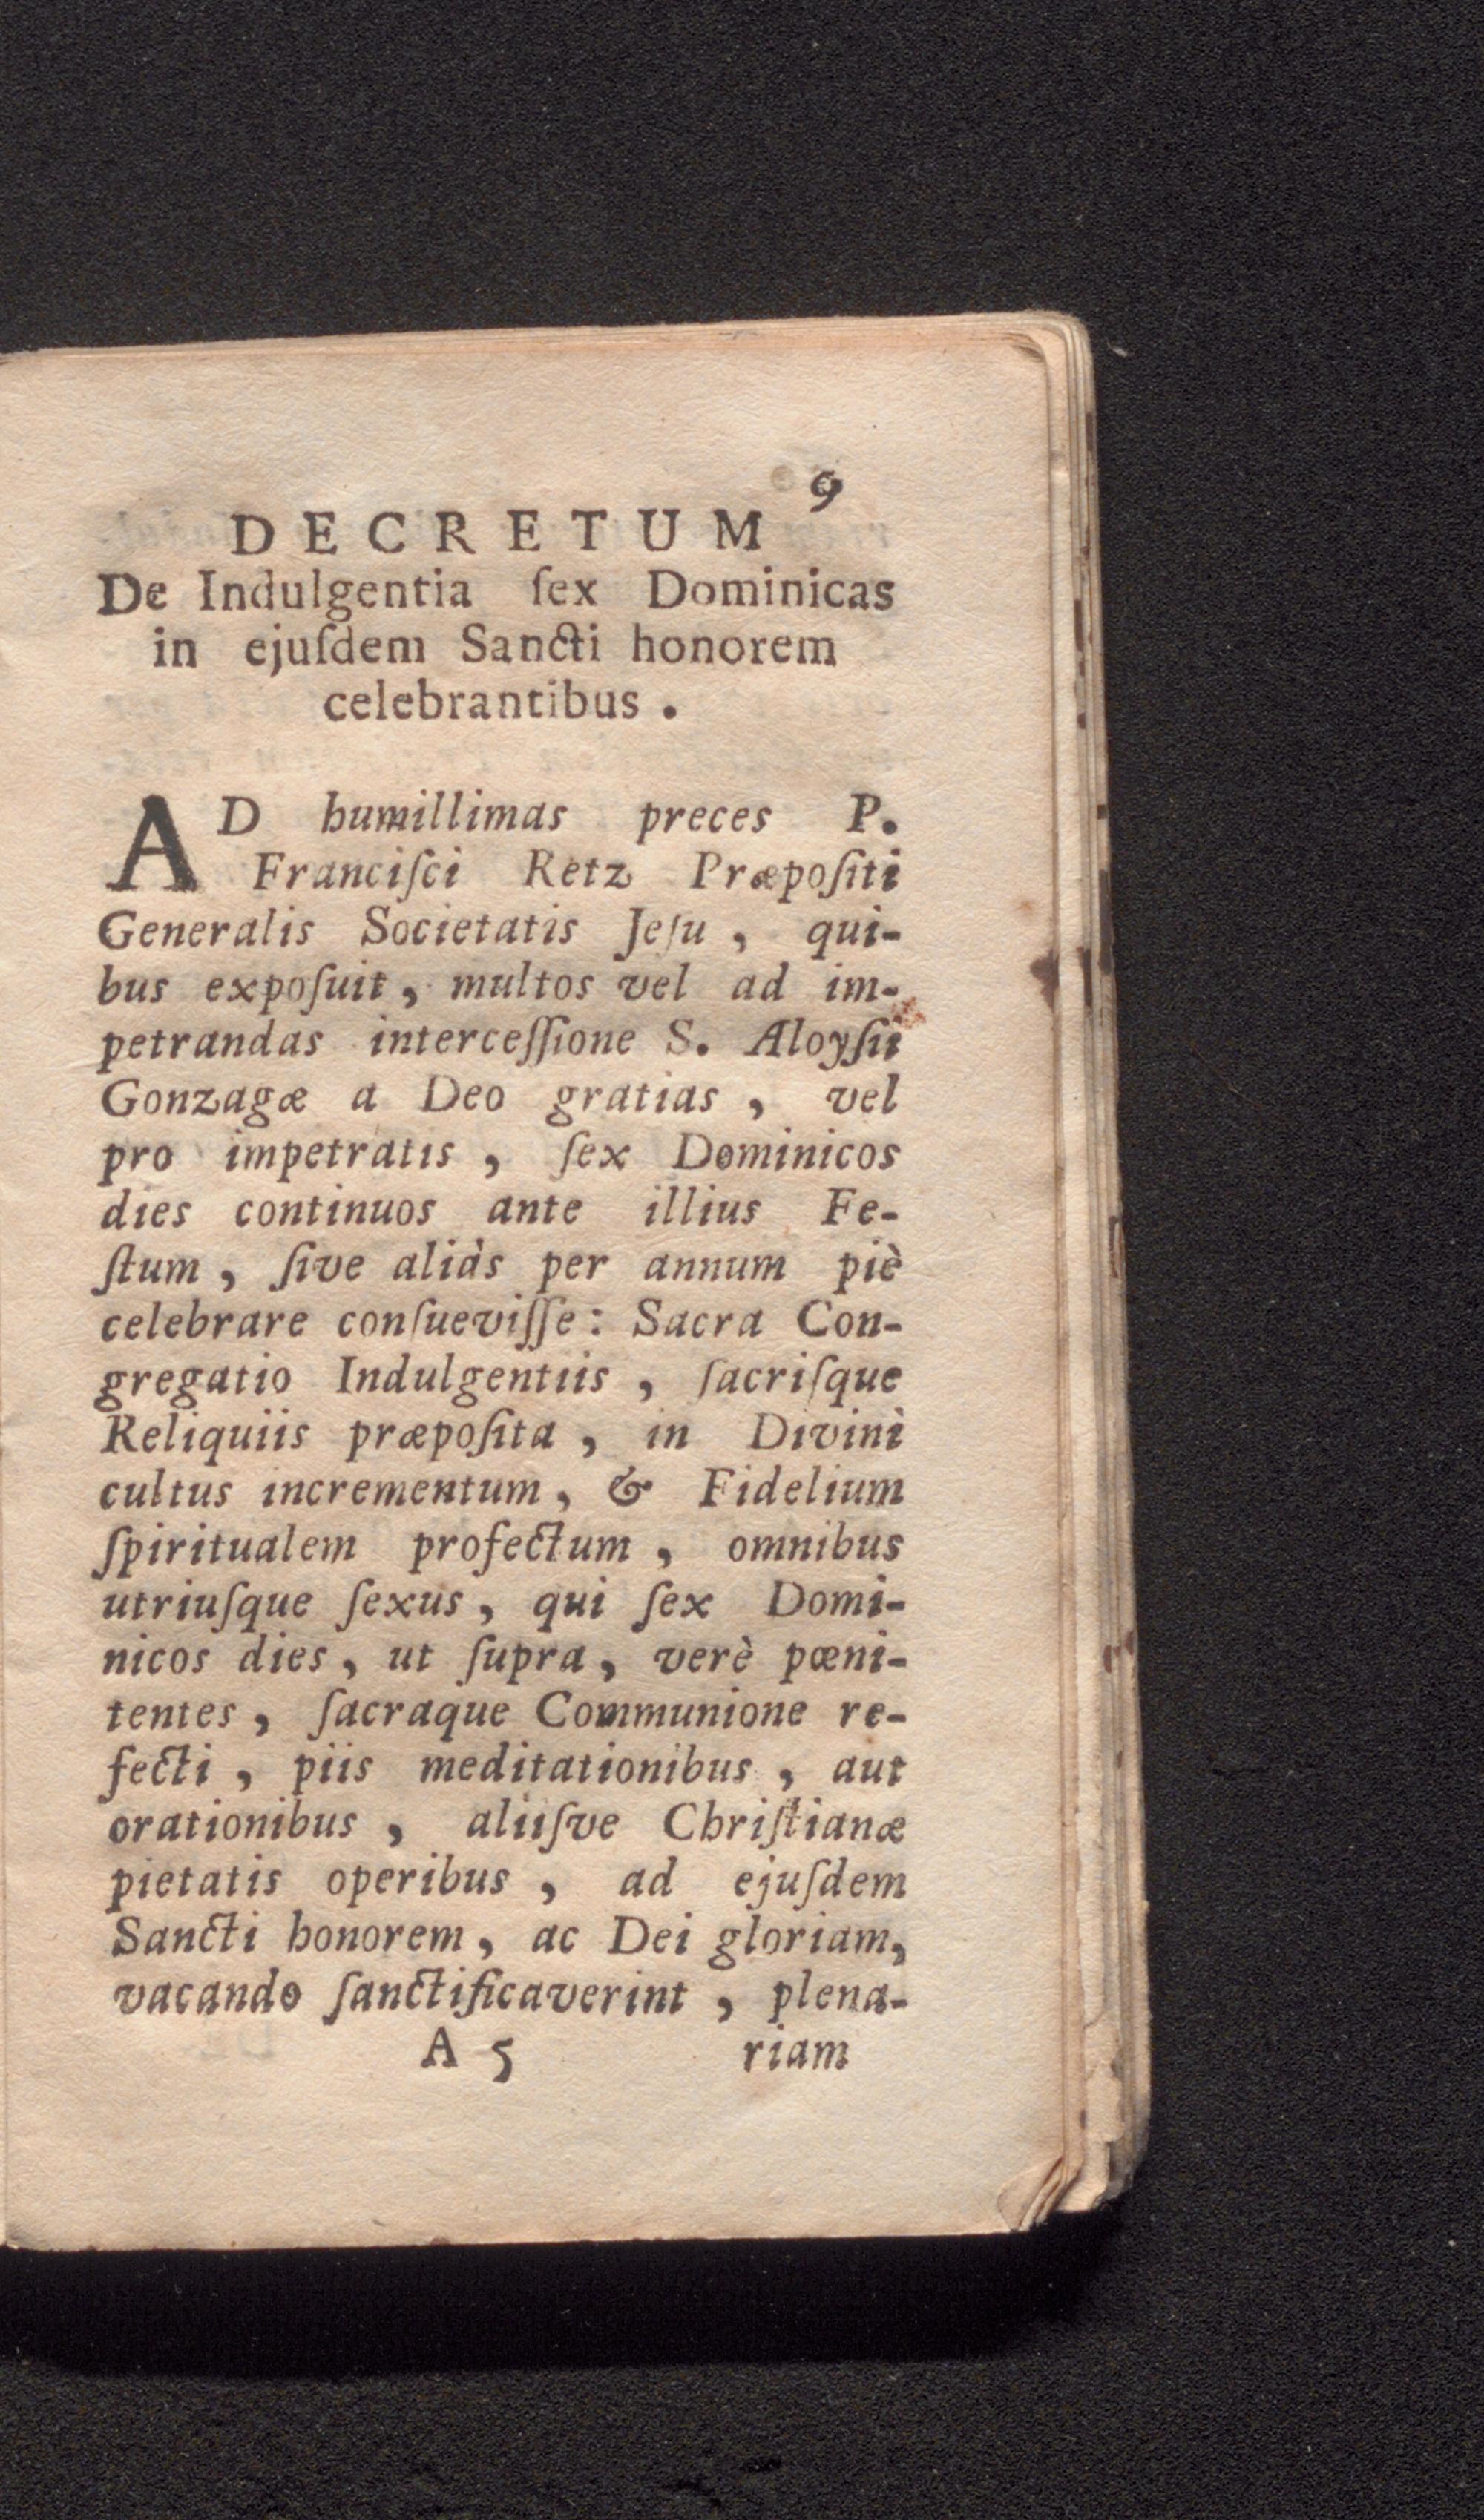 9
DECRETUM
De Indulgentia ſex Dominicas
in ejuſdem Sancti honorem
celebrantibus .
AD humillimas preces P.
Franciſci Retz Præpoſiti
Generalis Societatis Jeſu , qui-
bus expoſuit, multos vel ad im-
petrandas interceſſione S. Aloyſii
Gonzagæ a Deo gratias , vel
pro impetratis , ſex Dominicos
dies continuos ante illius Fe-
ſtum , ſive aliàs per annum piè
celebrare conſueviſſe : Sacra Con-
gregatio Indulgentiis , ſacriſque
Reliquiis præpoſita , in Divini
cultus incrementum, & Fidelium
ſpiritualem profectum , omnibus
utriuſque ſexus, qui ſex Domi-
nicos dies, ut ſupra, verè pœni-
tentes, ſacraque Communione re-
fecti , piis meditationibus , aut
orationibus , aliiſve Chriſtianæ
pietatis operibus , ad ejuſdem
Sancti honorem, ac Dei gloriam,
vacando ſanctificaverint , plena-
A 5 riam